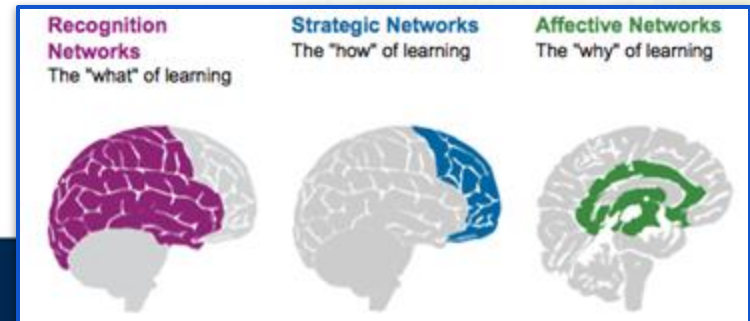 Recognition
Networks
The "what" of learning
Strategic Networks
The "how" of learning
Affective Networks
The "why" of learning